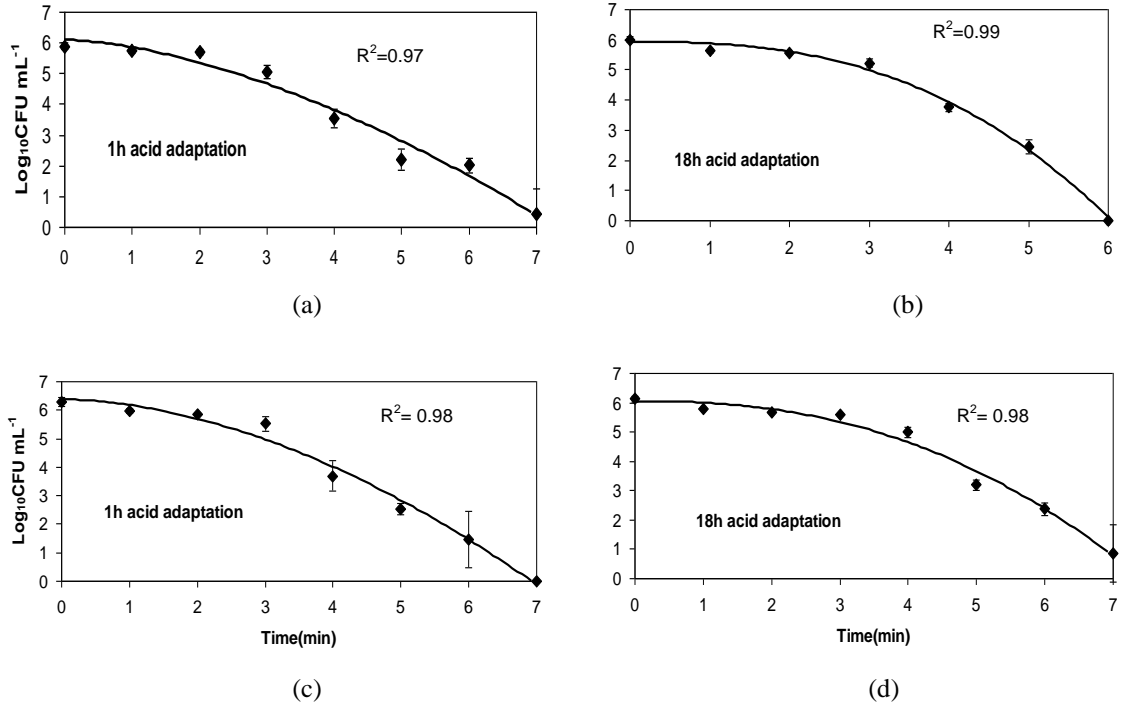 7
6
5
4
3
2
1
0
Log₁₀CFU mL⁻¹
R²=0.97
1h acid adaptation
0 1 2 3 4 5 6 7
(a)
7
6
5
4
3
2
1
0
R²=0.99
18h acid adaptation
0 1 2 3 4 5 6
(b)
7
6
5
4
3
2
1
0
Log₁₀CFU mL⁻¹
R²= 0.98
1h acid adaptation
0 1 2 3 4 5 6 7
Time(min)
(c)
7
6
5
4
3
2
1
0
R²= 0.98
18h acid adaptation
0 1 2 3 4 5 6 7
Time(min)
(d)